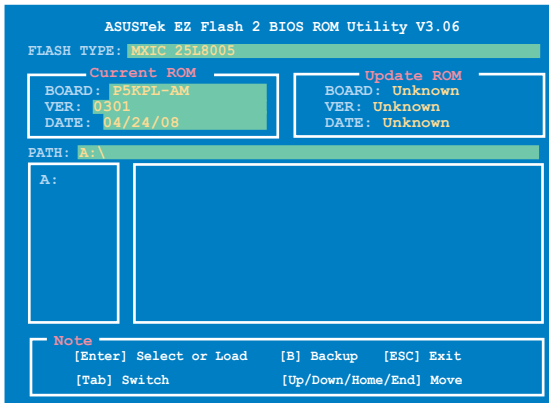 ASUSTek EZ Flash 2 BIOS ROM Utility V3.06
FLASH TYPE: MXIC 25L8005
Current ROM
BOARD: P5KPL-AM
VER: 0301
DATE: 04/24/08
Update ROM
BOARD: Unknown
VER: Unknown
DATE: Unknown
PATH: A:\
A:
Note
[Enter] Select or Load [B] Backup [ESC] Exit
[Tab] Switch [Up/Down/Home/End] Move